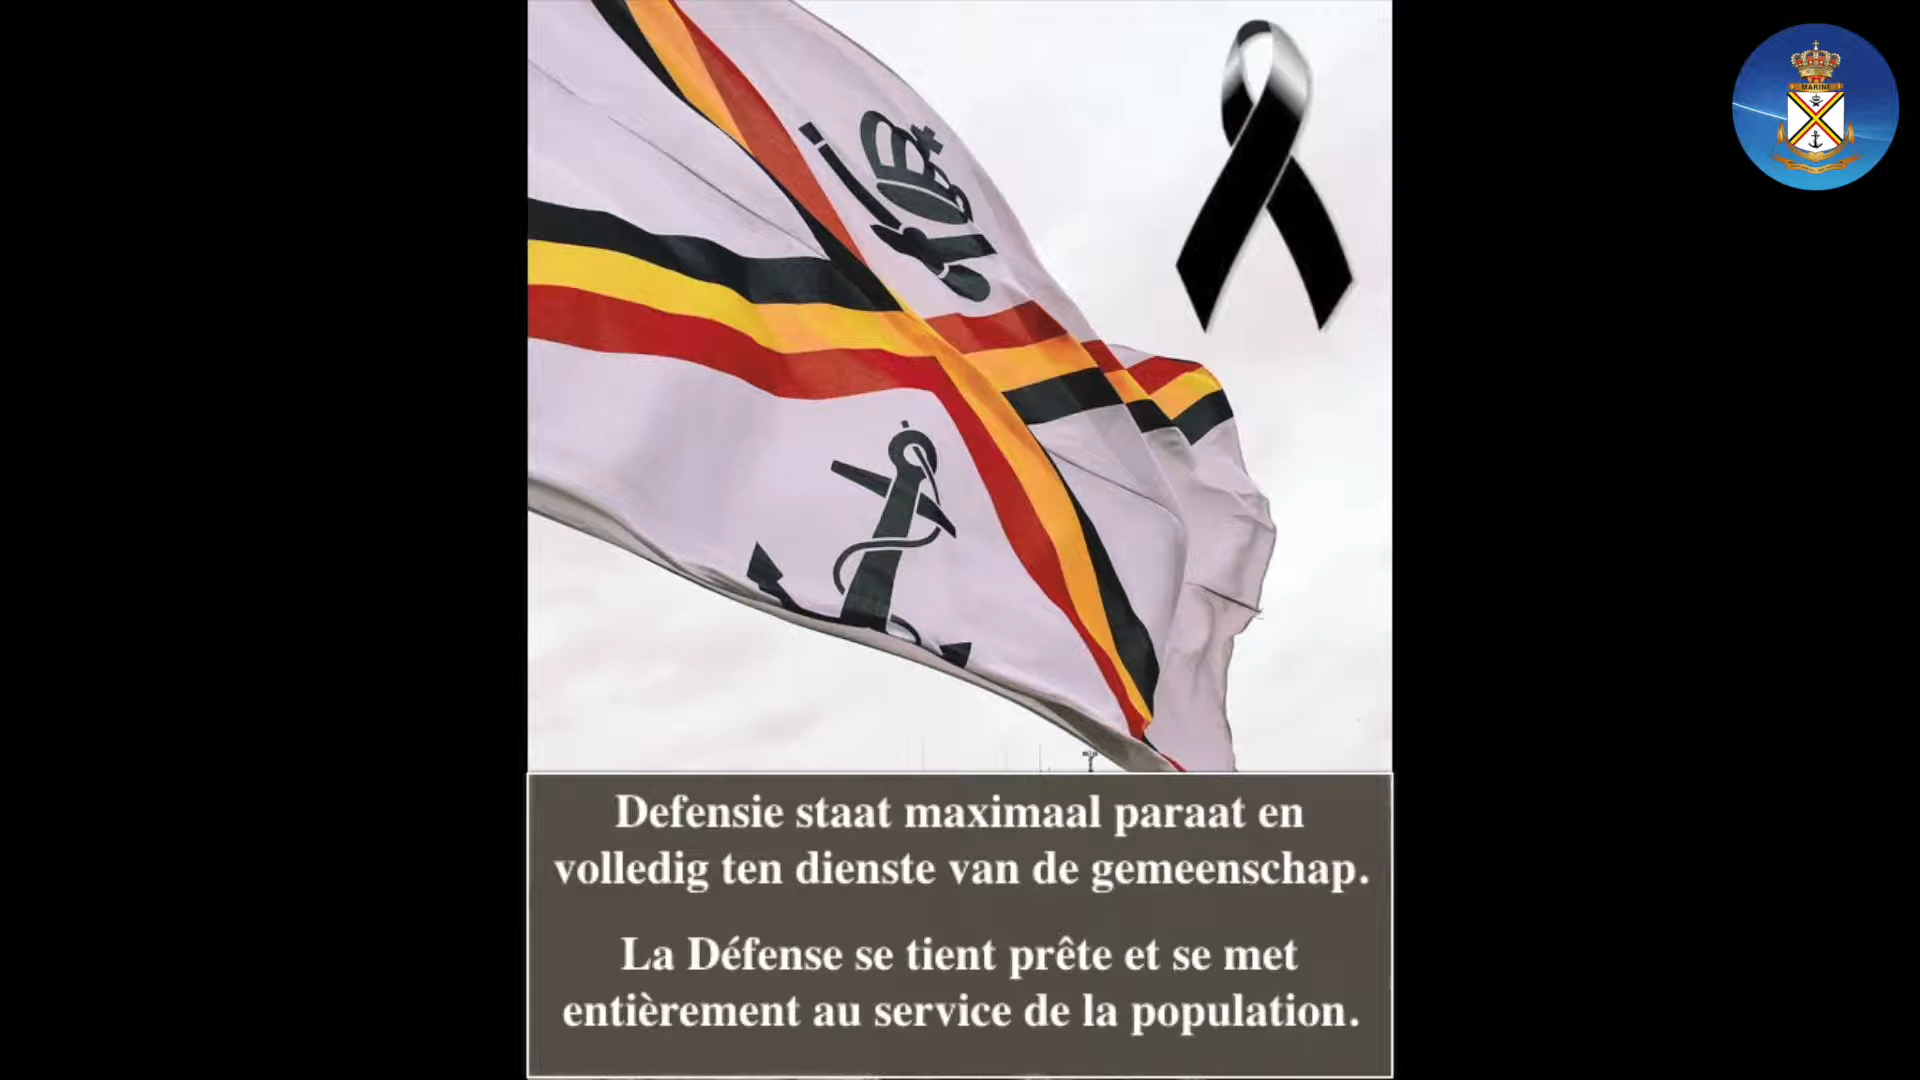 MARINE
Defensie staat maximaal paraat en
volledig ten dienste van de gemeenschap.
La Défense se tient prête et se met
entièrement au service de la population.